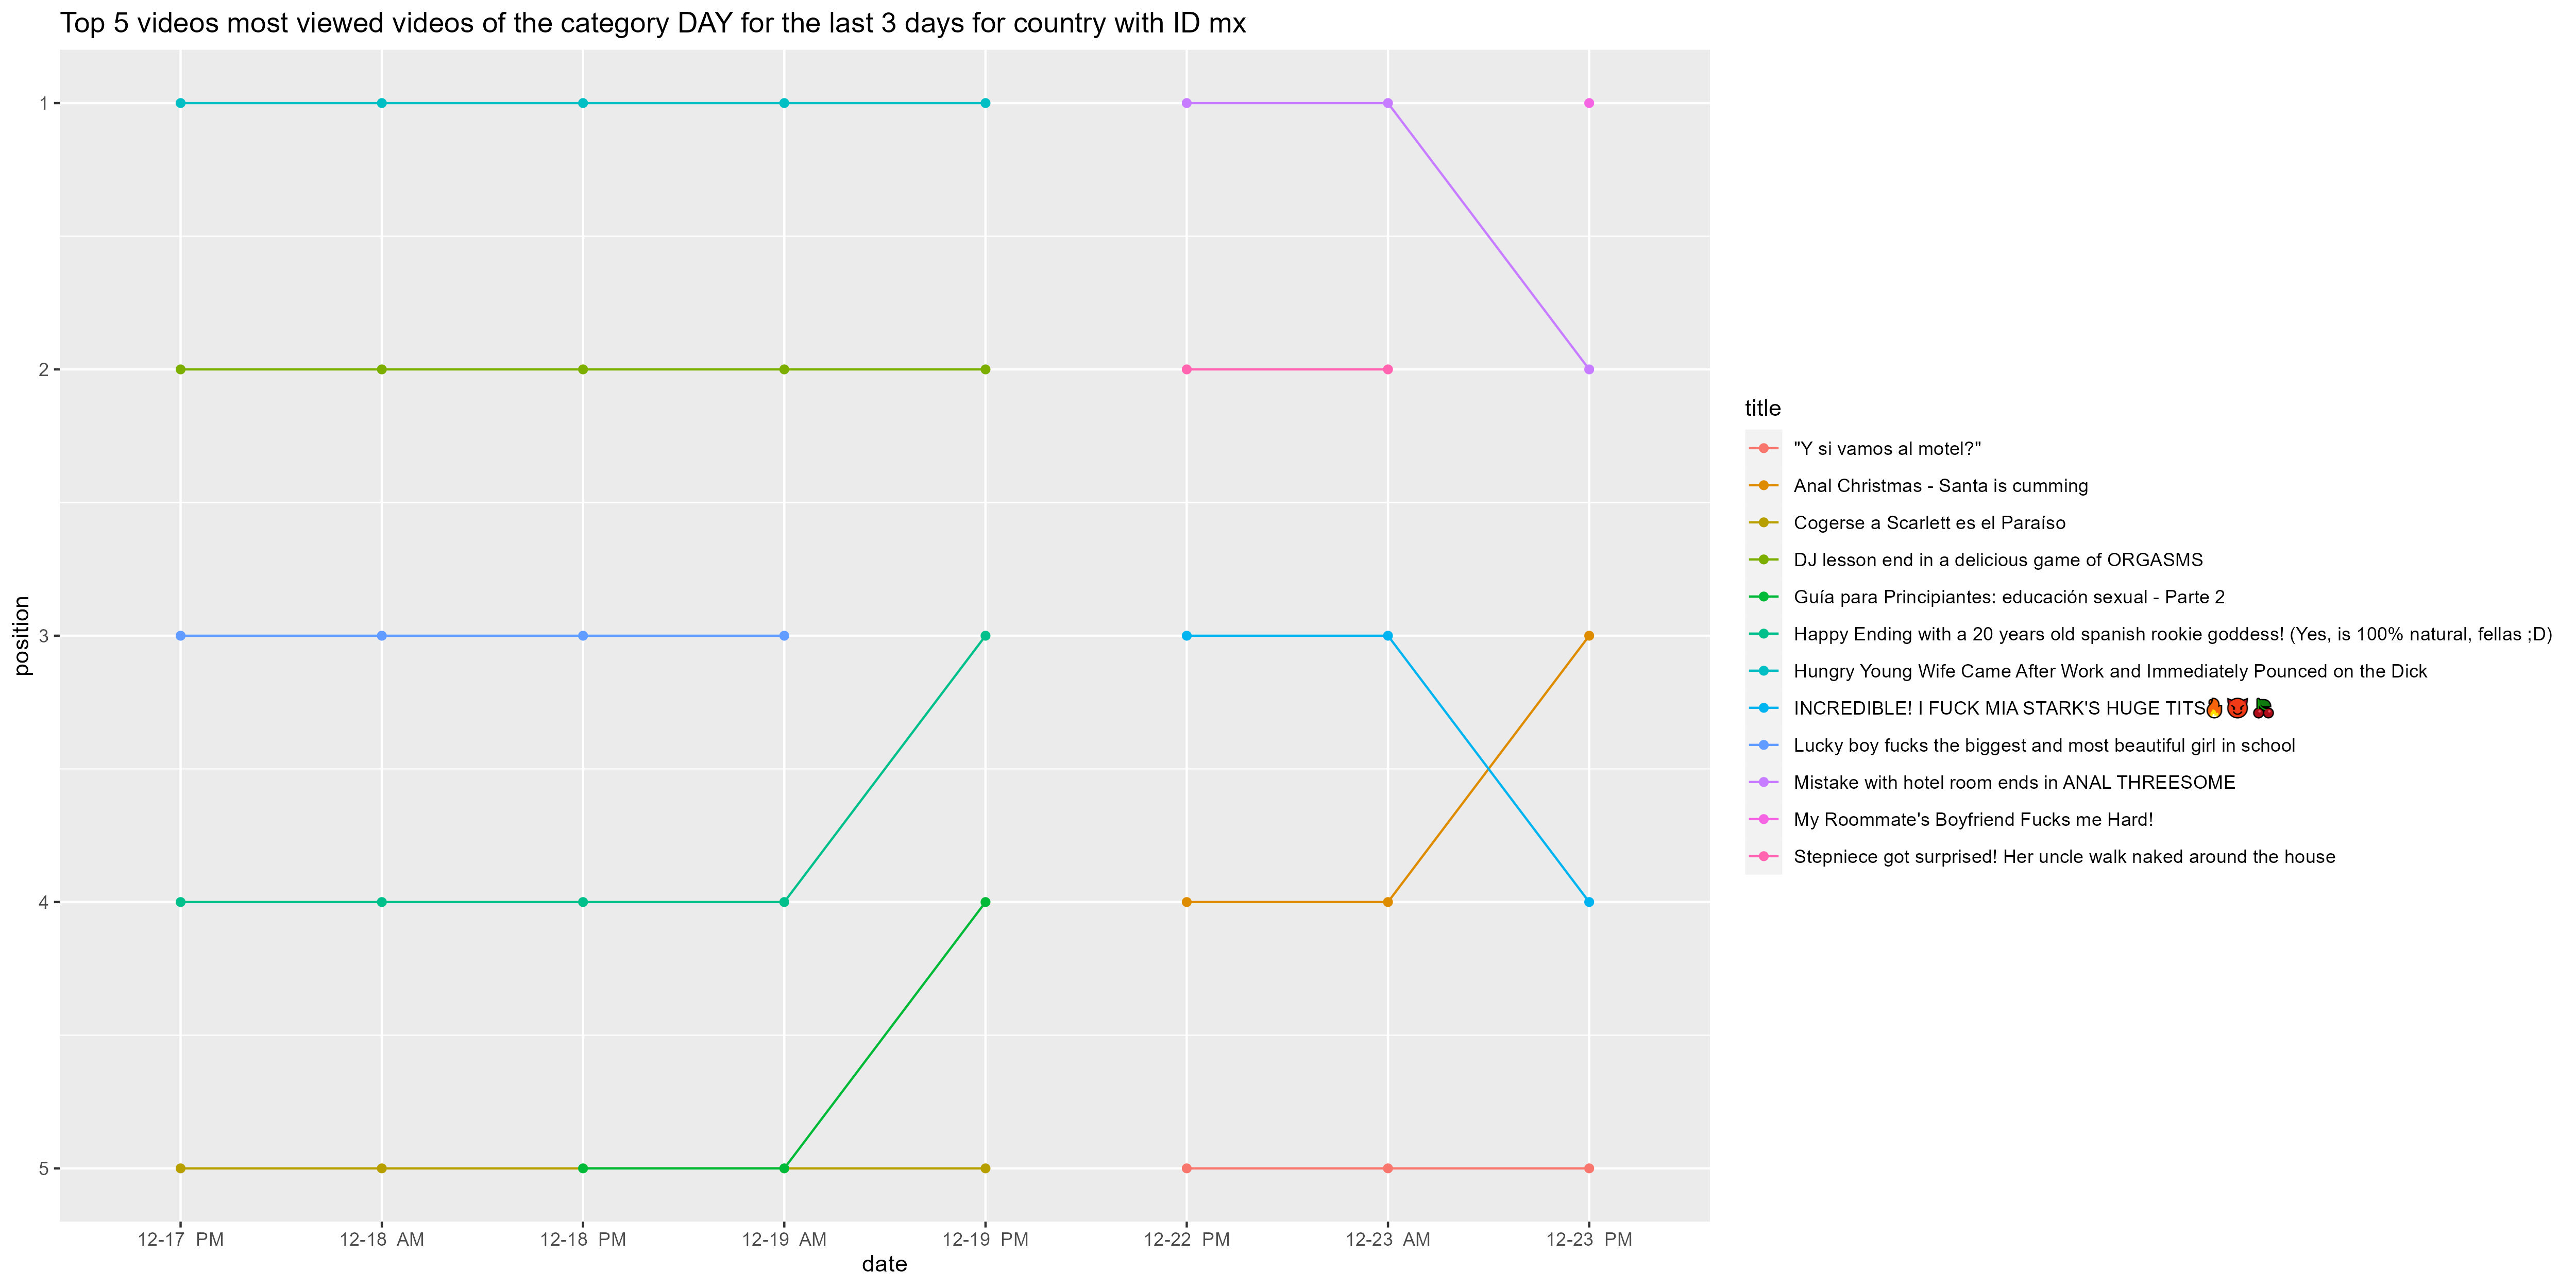 Top 5 videos most viewed videos of the category DAY for the last 3 days for country with ID mx
1
2
3
4
5
position
12-17 PM
12-18 AM
12-18 PM
12-19 AM
12-19 PM
12-22 PM
12-23 AM
12-23 PM
date
title
"Y si vamos al motel?"
Anal Christmas - Santa is cumming
Cogerse a Scarlett es el Paraíso
DJ lesson end in a delicious game of ORGASMS
Guía para Principiantes: educación sexual - Parte 2
Happy Ending with a 20 years old spanish rookie goddess! (Yes, is 100% natural, fellas ;D)
Hungry Young Wife Came After Work and Immediately Pounced on the Dick
INCREDIBLE! I FUCK MIA STARK'S HUGE TITS🔥😈🍒
Lucky boy fucks the biggest and most beautiful girl in school
Mistake with hotel room ends in ANAL THREESOME
My Roommate's Boyfriend Fucks me Hard!
Stepniece got surprised! Her uncle walk naked around the house